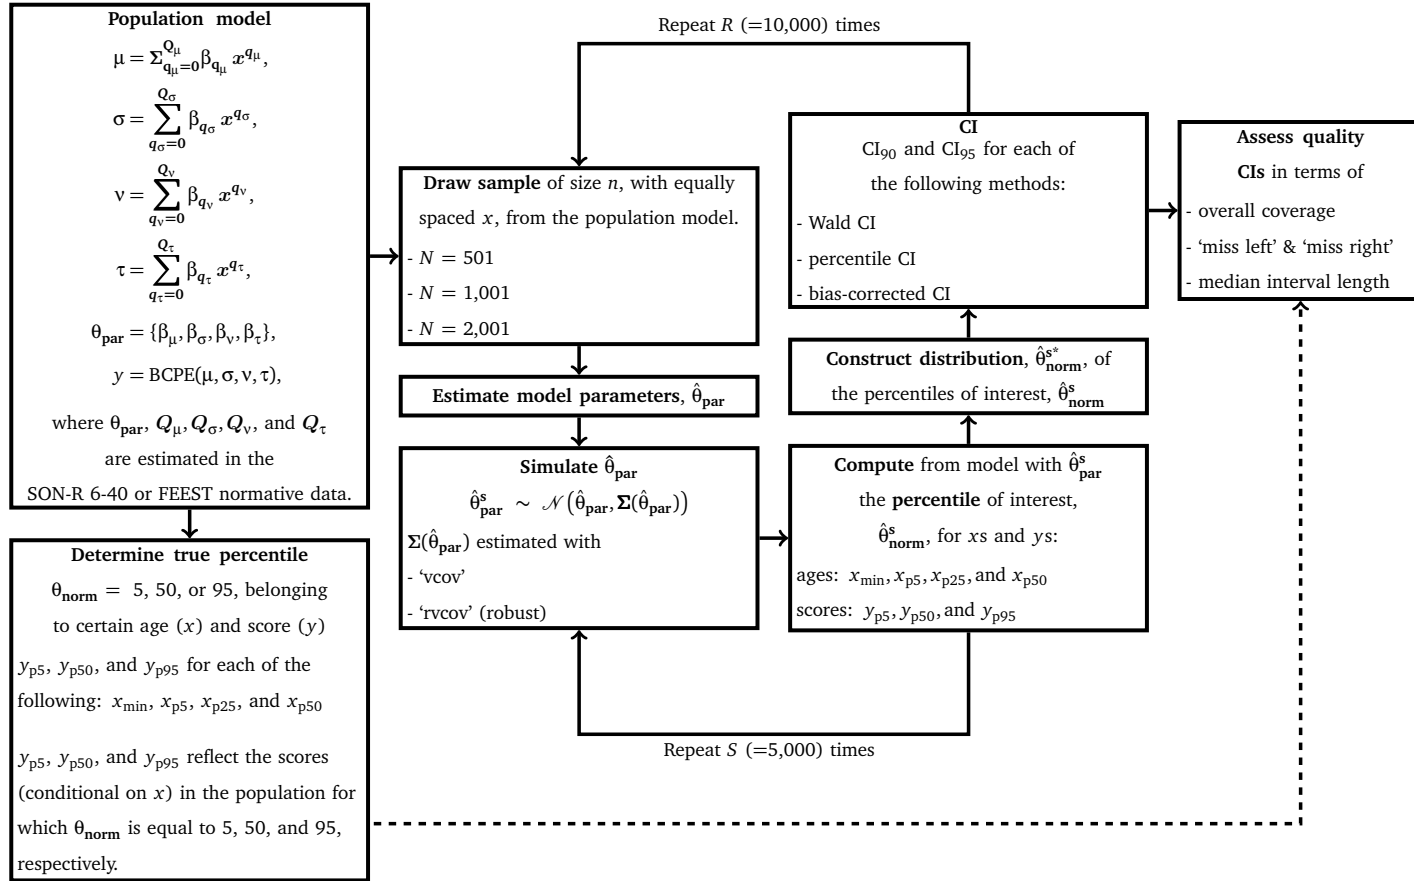 Population model
μ = Σ_{q_μ=0}^{Q_μ} β_{q_μ} x^{q_μ},
σ = ∑_{q_σ=0}^{Q_σ} β_{q_σ} x^{q_σ},
ν = ∑_{q_ν=0}^{Q_ν} β_{q_ν} x^{q_ν},
τ = ∑_{q_τ=0}^{Q_τ} β_{q_τ} x^{q_τ},
θ_par = {β_μ, β_σ, β_ν, β_τ},
y = BCPE(μ, σ, ν, τ),
where θ_par, Q_μ, Q_σ, Q_ν, and Q_τ
are estimated in the
SON-R 6-40 or FEEST normative data.
Determine true percentile
θ_norm = 5, 50, or 95, belonging
to certain age (x) and score (y)
y_p5, y_p50, and y_p95 for each of the
following: x_min, x_p5, x_p25, and x_p50
y_p5, y_p50, and y_p95 reflect the scores
(conditional on x) in the population for
which θ_norm is equal to 5, 50, and 95,
respectively.
Repeat R (=10,000) times
Draw sample of size n, with equally
spaced x, from the population model.
- N = 501
- N = 1,001
- N = 2,001
Estimate model parameters, θ̂_par
Simulate θ̂_par
θ̂^s_par ∼ 𝒩(θ̂_par, Σ(θ̂_par))
Σ(θ̂_par) estimated with
- ‘vcov’
- ‘rvcov’ (robust)
Repeat S (=5,000) times
CI
CI_90 and CI_95 for each of
the following methods:
- Wald CI
- percentile CI
- bias-corrected CI
Construct distribution, θ̂^{s*}_norm, of
the percentiles of interest, θ̂^s_norm
Compute from model with θ̂^s_par
the percentile of interest,
θ̂^s_norm, for xs and ys:
ages: x_min, x_p5, x_p25, and x_p50
scores: y_p5, y_p50, and y_p95
Assess quality
CIs in terms of
- overall coverage
- ‘miss left’ & ‘miss right’
- median interval length